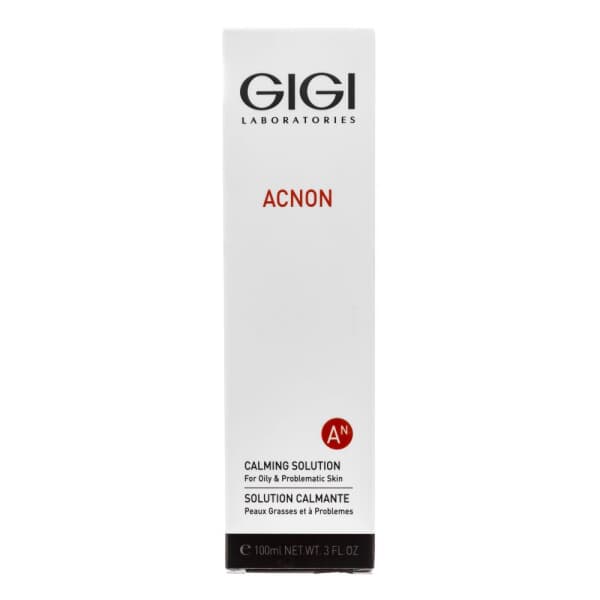 GIGI
LABORATORIES
ACNON
AN
CALMING SOLUTION
For Oily & Problematic Skin
SOLUTION CALMANTE
Peaux Grasses et à Problemes
℮ 100ml NET WT. 3 FL.OZ